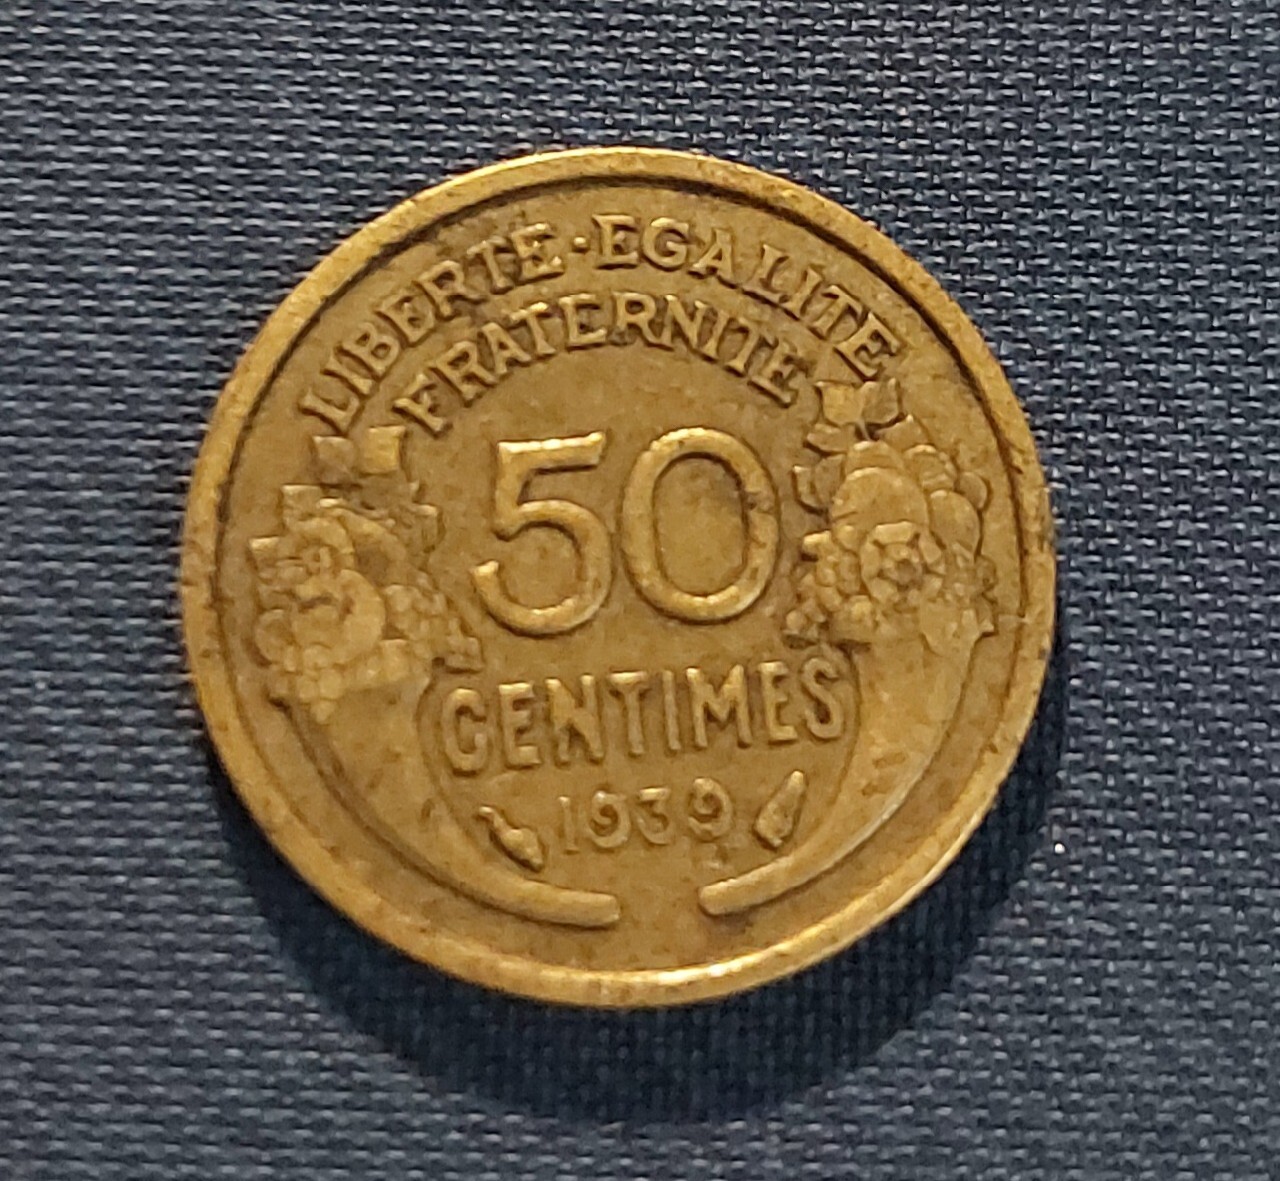 LIBERTE·EGALITE
FRATERNITE
50
CENTIMES
1939